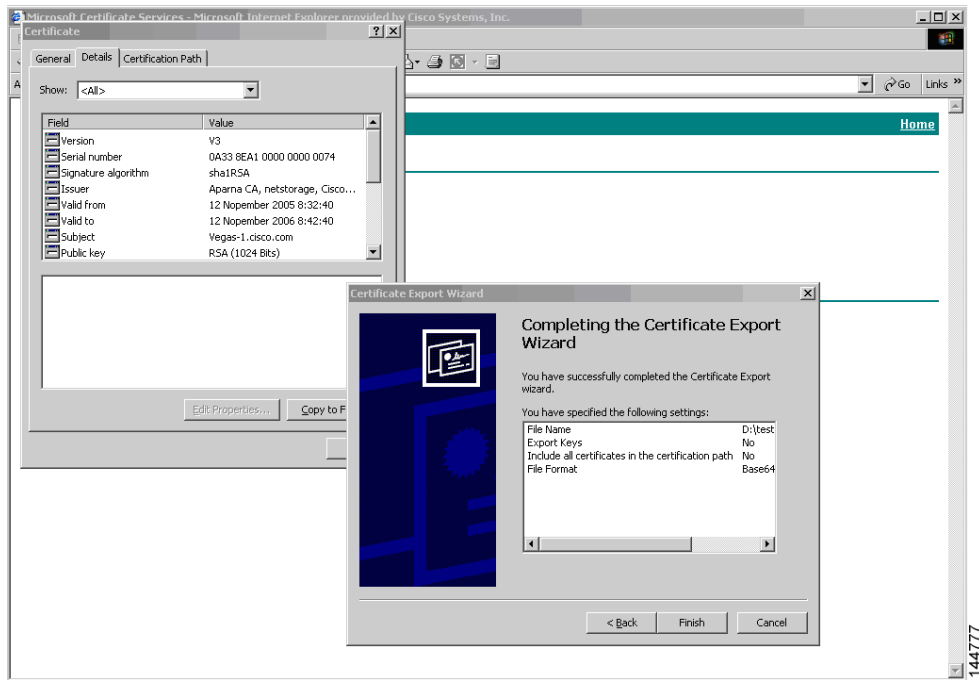 Microsoft Certificate Services - Microsoft Internet Explorer provided by Cisco Systems, Inc.
Certificate
General Details Certification Path
Show: <All>
Go Links »
Home
Field Value
Version V3
Serial number 0A33 8EA1 0000 0000 0074
Signature algorithm sha1RSA
Issuer Aparna CA, netstorage, Cisco...
Valid from 12 Nopember 2005 8:32:40
Valid to 12 Nopember 2006 8:42:40
Subject Vegas-1.cisco.com
Public key RSA (1024 Bits)
Edit Properties... Copy to F
Certificate Export Wizard
Completing the Certificate Export
Wizard
You have successfully completed the Certificate Export
wizard.
You have specified the following settings:
File Name D:\test
Export Keys No
Include all certificates in the certification path No
File Format Base64
< Back Finish Cancel
144777